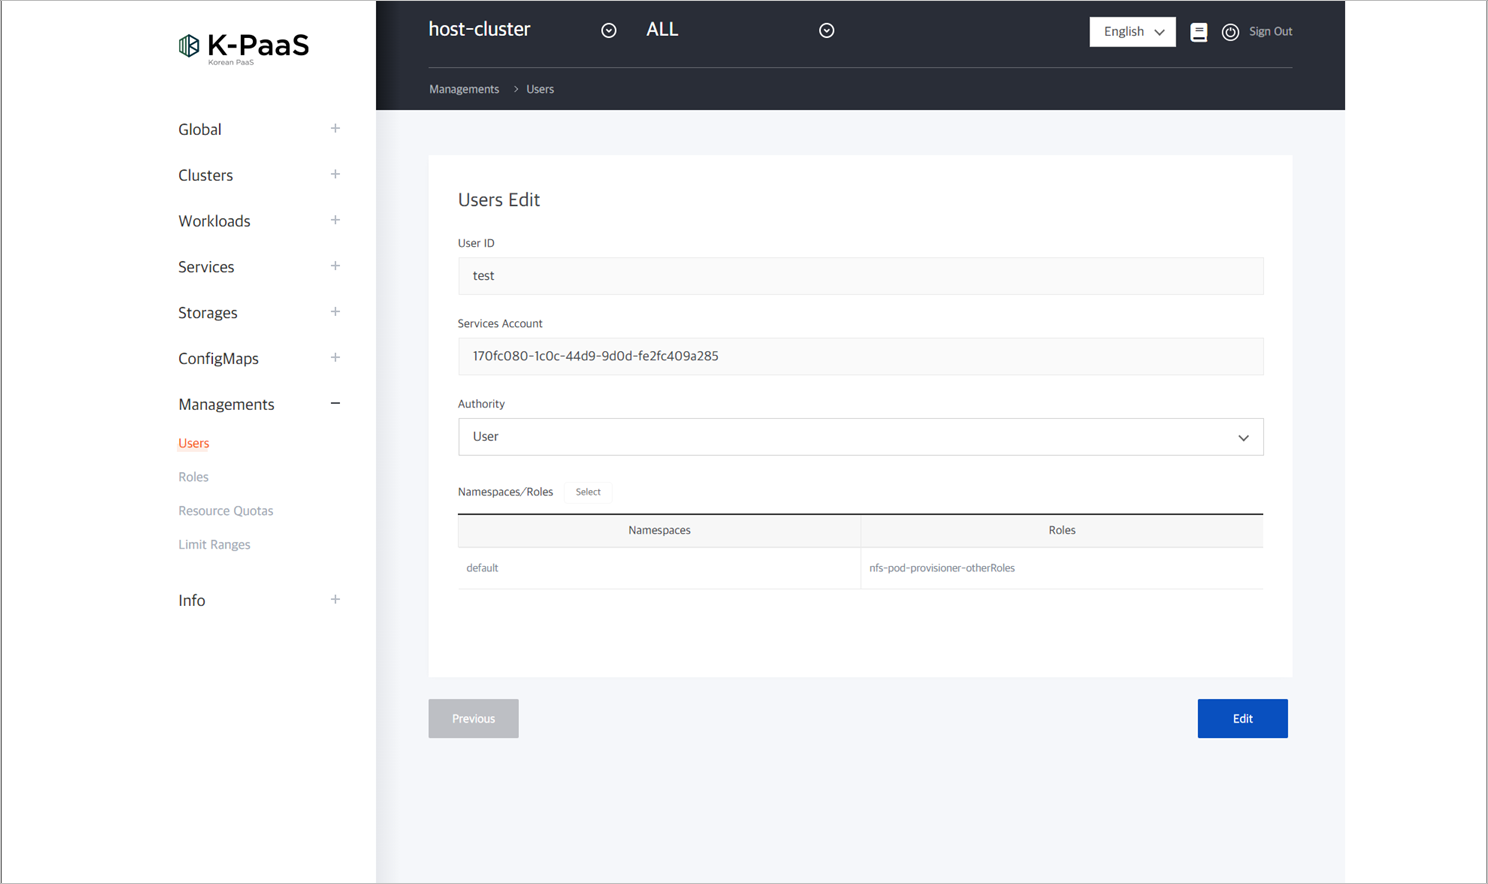 K-PaaS
Korean PaaS
host-cluster
ALL
English
Sign Out
Managements > Users
Global
Clusters
Workloads
Services
Storages
ConfigMaps
Managements
Users
Roles
Resource Quotas
Limit Ranges
Info
Users Edit
User ID
test
Services Account
170fc080-1c0c-44d9-9d0d-fe2fc409a285
Authority
User
Namespaces/Roles Select
Namespaces Roles
default nfs-pod-provisioner-otherRoles
Previous
Edit